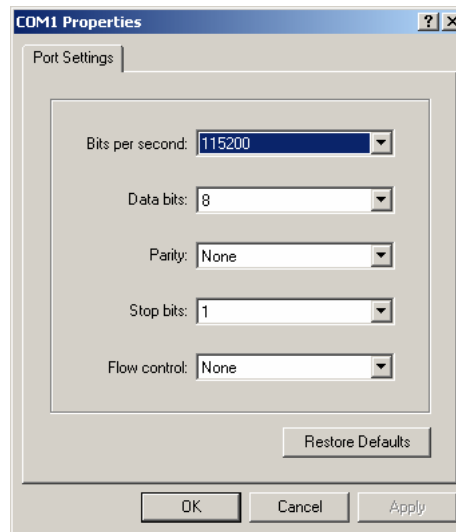 COM1 Properties
Port Settings
Bits per second: 115200
Data bits: 8
Parity: None
Stop bits: 1
Flow control: None
Restore Defaults
OK Cancel Apply